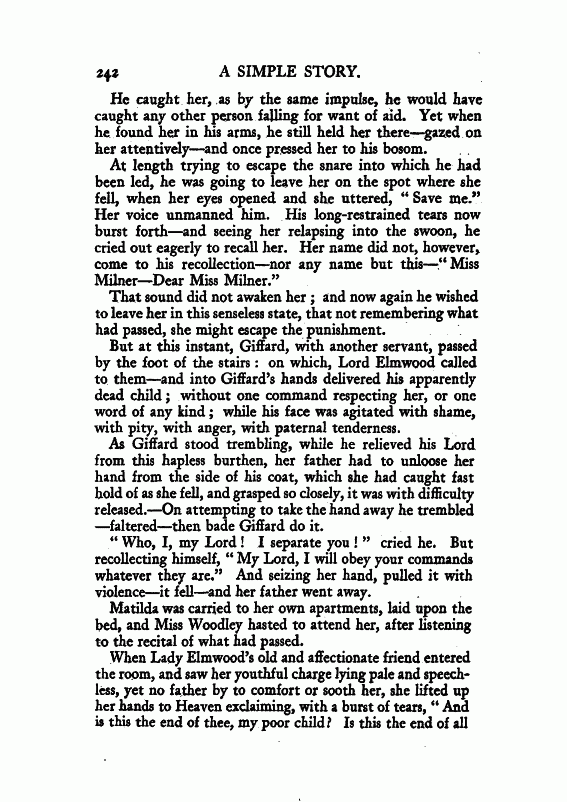 242 A SIMPLE STORY.
He caught her, as by the same impulse, he would have
caught any other person falling for want of aid. Yet when
he found her in his arms, he still held her there—gazed on
her attentively—and once pressed her to his bosom.
At length trying to escape the snare into which he had
been led, he was going to leave her on the spot where she
fell, when her eyes opened and she uttered, “ Save me.”
Her voice unmanned him. His long-restrained tears now
burst forth—and seeing her relapsing into the swoon, he
cried out eagerly to recall her. Her name did not, however,
come to his recollection—nor any name but this—“ Miss
Milner—Dear Miss Milner.”
That sound did not awaken her ; and now again he wished
to leave her in this senseless state, that not remembering what
had passed, she might escape the punishment.
But at this instant, Giffard, with another servant, passed
by the foot of the stairs : on which, Lord Elmwood called
to them—and into Giffard's hands delivered his apparently
dead child ; without one command respecting her, or one
word of any kind ; while his face was agitated with shame,
with pity, with anger, with paternal tenderness.
As Giffard stood trembling, while he relieved his Lord
from this hapless burthen, her father had to unloose her
hand from the side of his coat, which she had caught fast
hold of as she fell, and grasped so closely, it was with difficulty
released.—On attempting to take the hand away he trembled
—faltered—then bade Giffard do it.
“ Who, I, my Lord ! I separate you ! ” cried he. But
recollecting himself, “ My Lord, I will obey your commands
whatever they are.” And seizing her hand, pulled it with
violence—it fell—and her father went away.
Matilda was carried to her own apartments, laid upon the
bed, and Miss Woodley hasted to attend her, after listening
to the recital of what had passed.
When Lady Elmwood's old and affectionate friend entered
the room, and saw her youthful charge lying pale and speech-
less, yet no father by to comfort or sooth her, she lifted up
her hands to Heaven exclaiming, with a burst of tears, “ And
is this the end of thee, my poor child? Is this the end of all